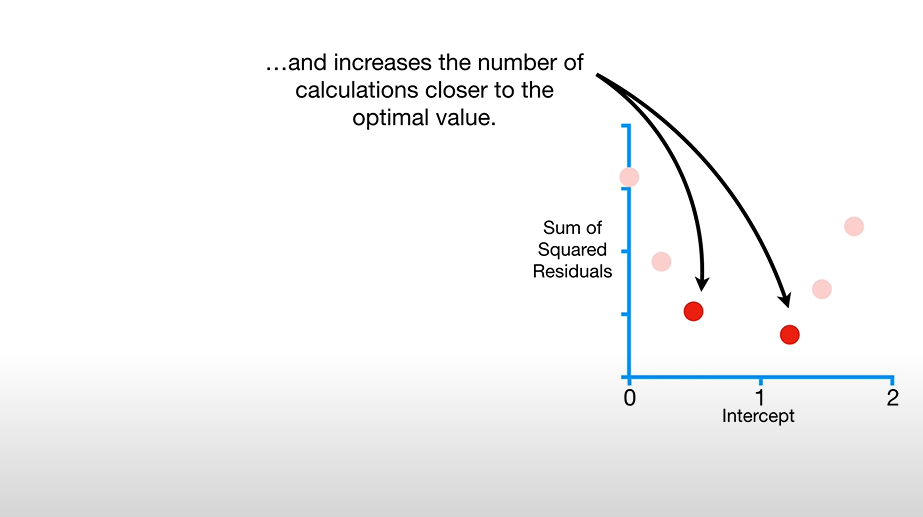 …and increases the number of
calculations closer to the
optimal value.
Sum of
Squared
Residuals
0
1
2
Intercept